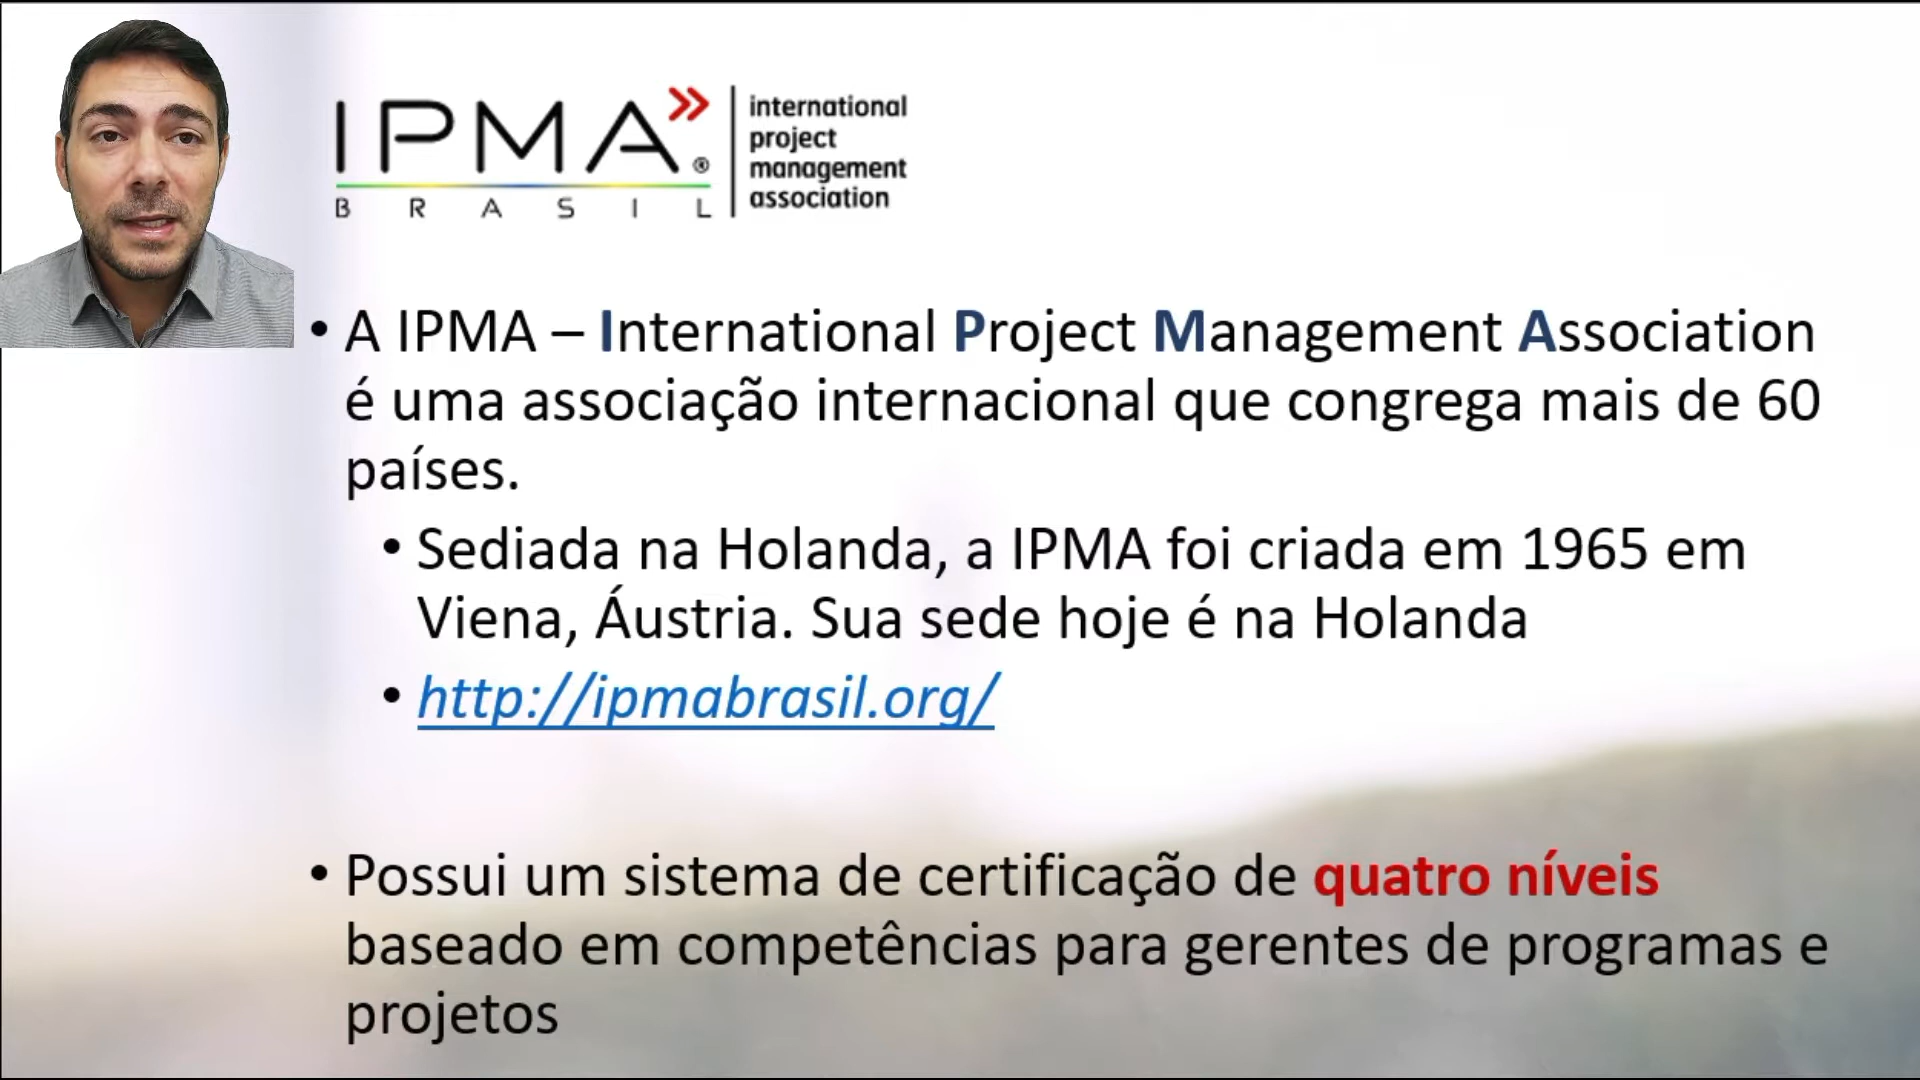 IPMA®
BRASIL
international
project
management
association
• A IPMA – International Project Management Association
é uma associação internacional que congrega mais de 60
países.
• Sediada na Holanda, a IPMA foi criada em 1965 em
Viena, Áustria. Sua sede hoje é na Holanda
• http://ipmabrasil.org/
• Possui um sistema de certificação de quatro níveis
baseado em competências para gerentes de programas e
projetos